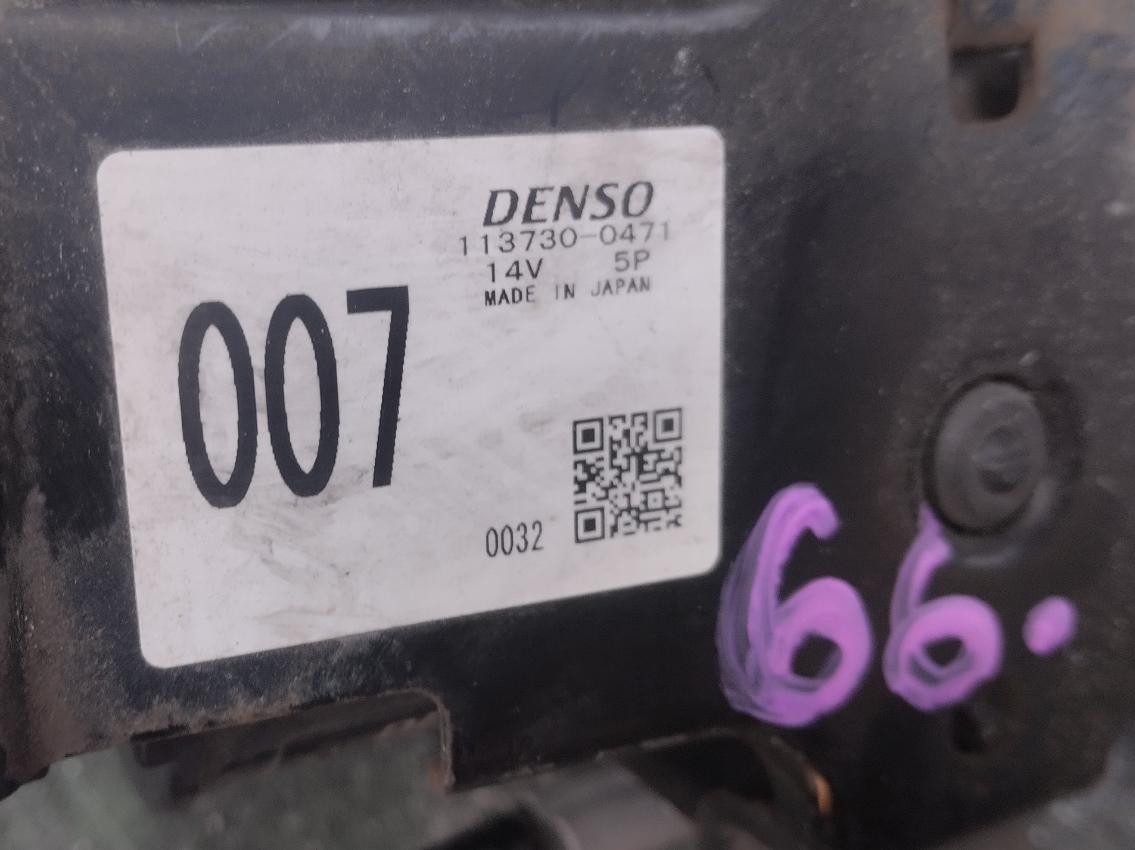 DENSO
113730-0471
14V 5P
MADE IN JAPAN
007
0032
66.